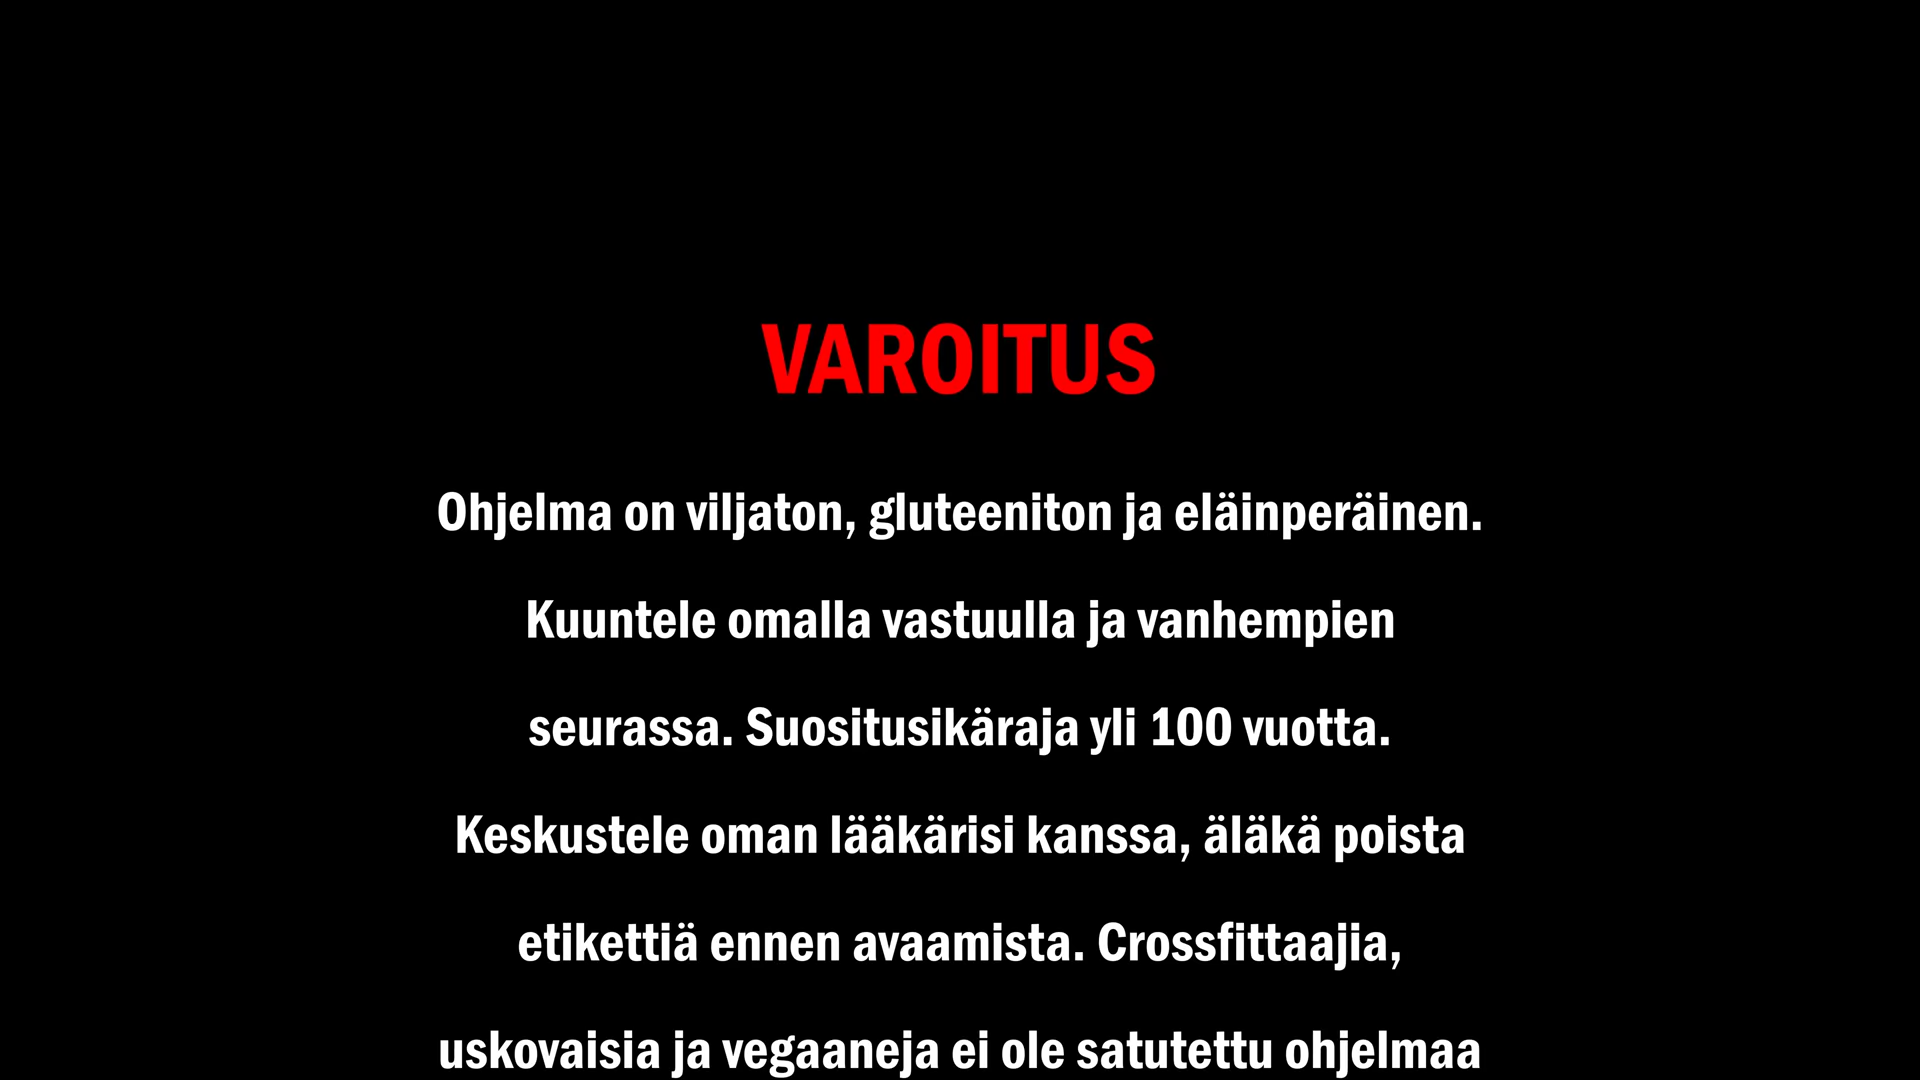 VAROITUS
Ohjelma on viljaton, gluteeniton ja eläinperäinen.
Kuuntele omalla vastuulla ja vanhempien
seurassa. Suositusikäraja yli 100 vuotta.
Keskustele oman lääkärisi kanssa, äläkä poista
etikettiä ennen avaamista. Crossfittaajia,
uskovaisia ja vegaaneja ei ole satutettu ohjelmaa